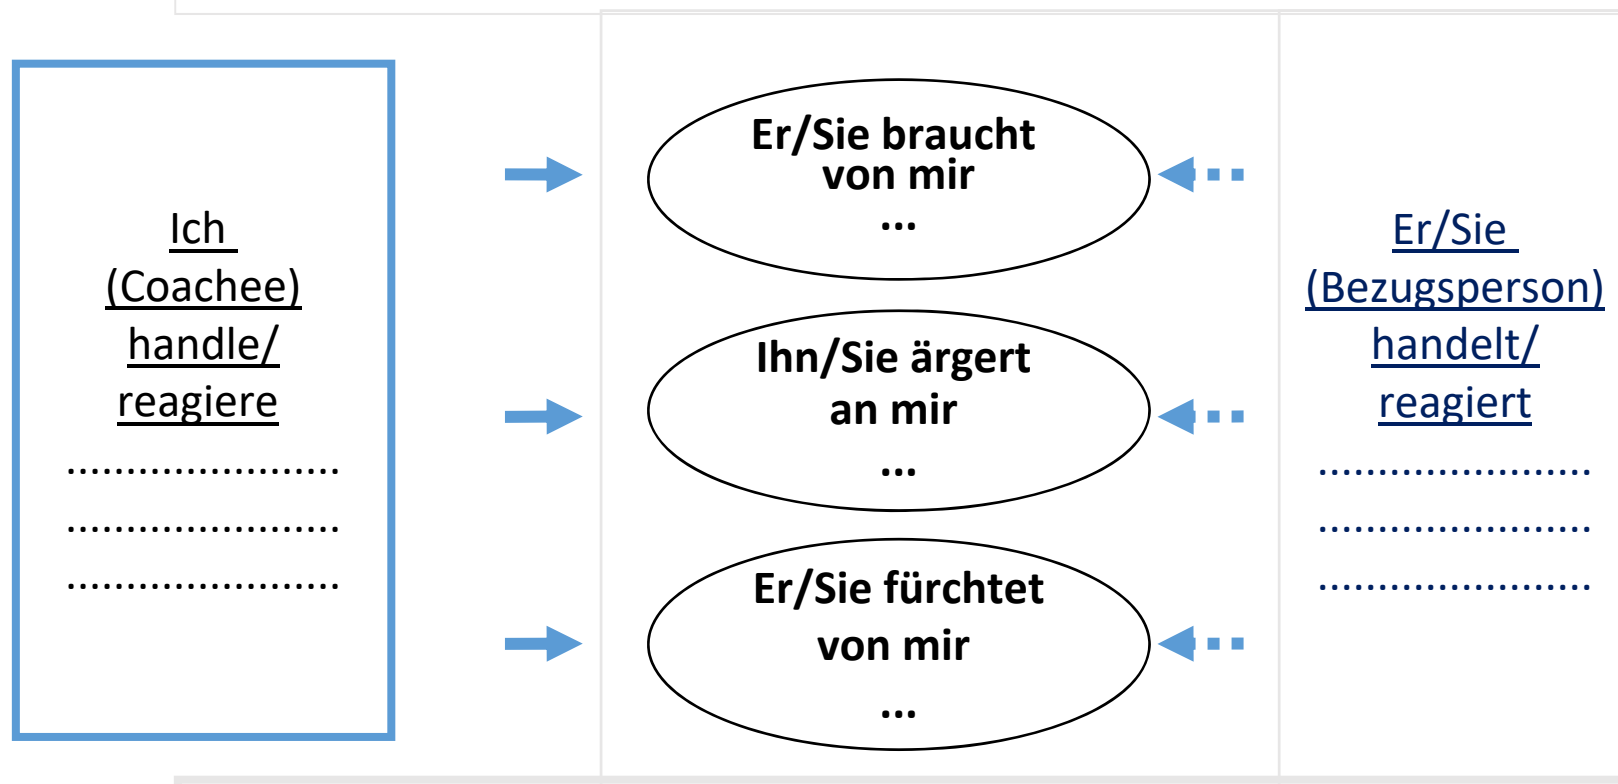 Ich
(Coachee)
handle/
reagiere
.......................
.......................
.......................
Er/Sie braucht
von mir
...
Ihn/Sie ärgert
an mir
...
Er/Sie fürchtet
von mir
...
Er/Sie
(Bezugsperson)
handelt/
reagiert
.......................
.......................
.......................